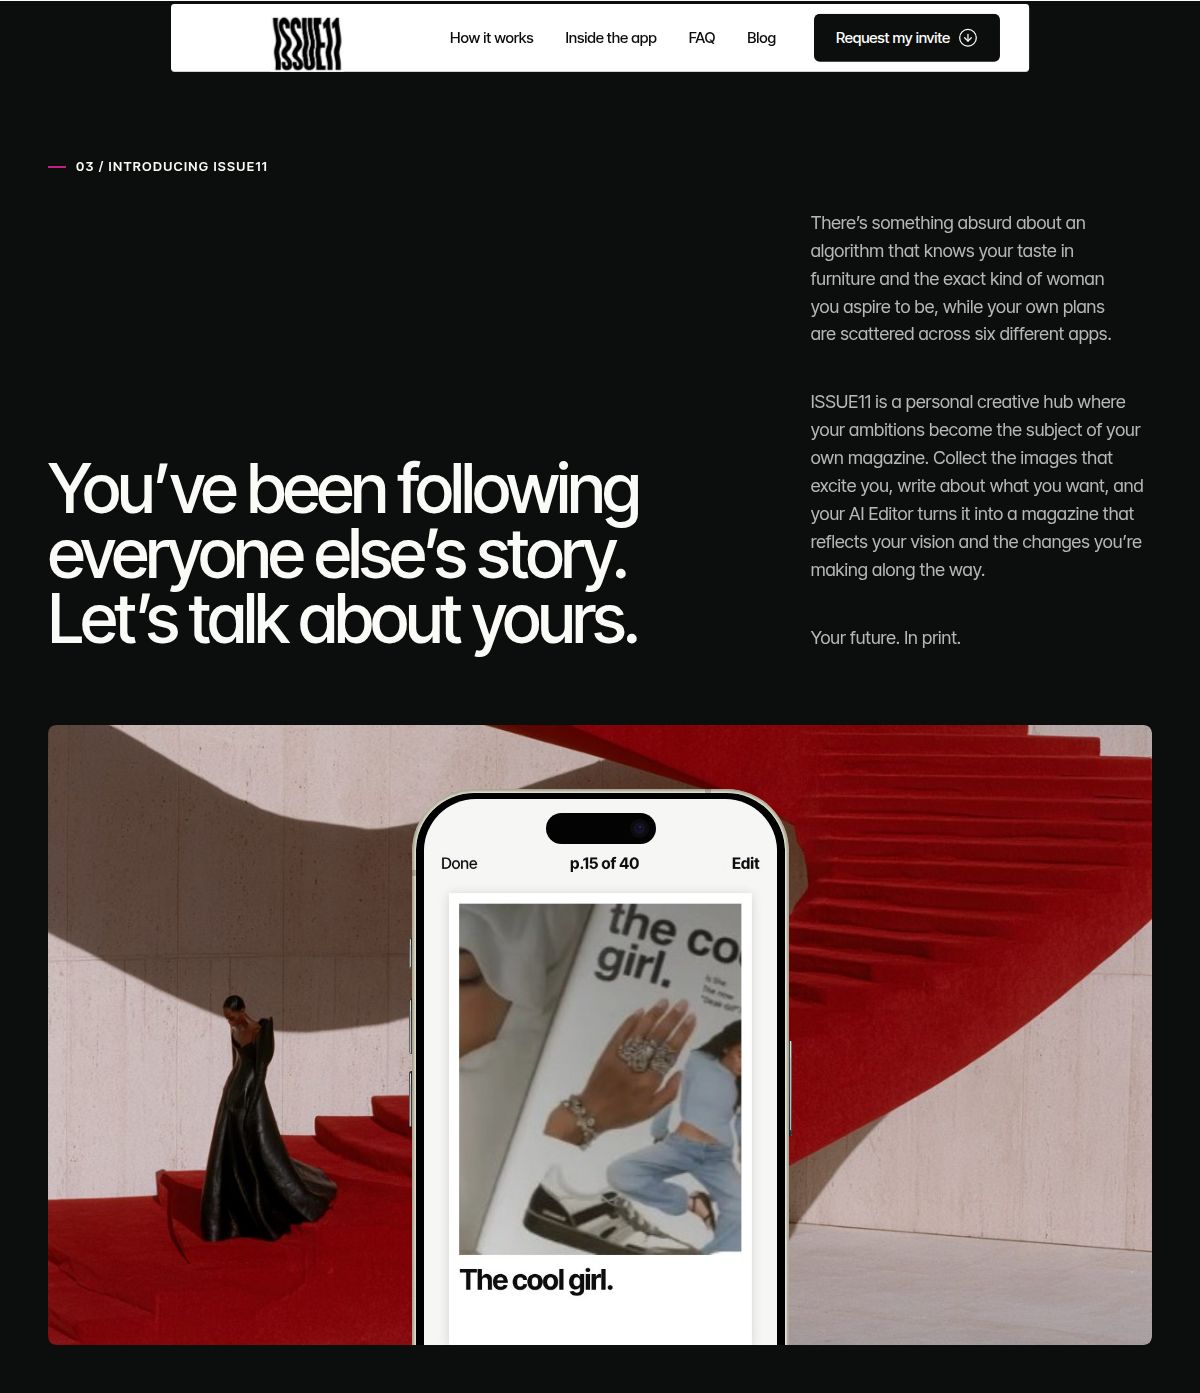 ISSUE11
How it works
Inside the app
FAQ
Blog
Request my invite
03 / INTRODUCING ISSUE11
You’ve been following
everyone else’s story.
Let’s talk about yours.
There’s something absurd about an
algorithm that knows your taste in
furniture and the exact kind of woman
you aspire to be, while your own plans
are scattered across six different apps.
ISSUE11 is a personal creative hub where
your ambitions become the subject of your
own magazine. Collect the images that
excite you, write about what you want, and
your AI Editor turns it into a magazine that
reflects your vision and the changes you’re
making along the way.
Your future. In print.
Done
p.15 of 40
Edit
the
girl.
is she
The cool girl.